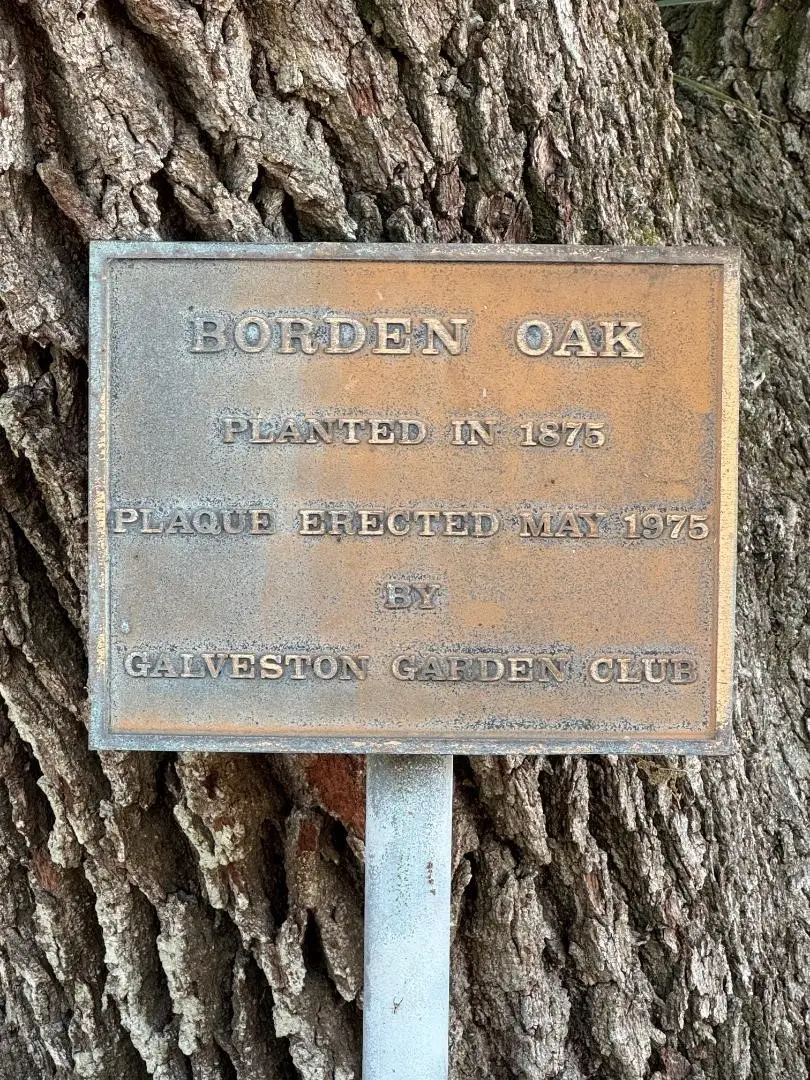 BORDEN OAK
PLANTED IN 1875
PLAQUE ERECTED MAY 1975
BY
GALVESTON GARDEN CLUB